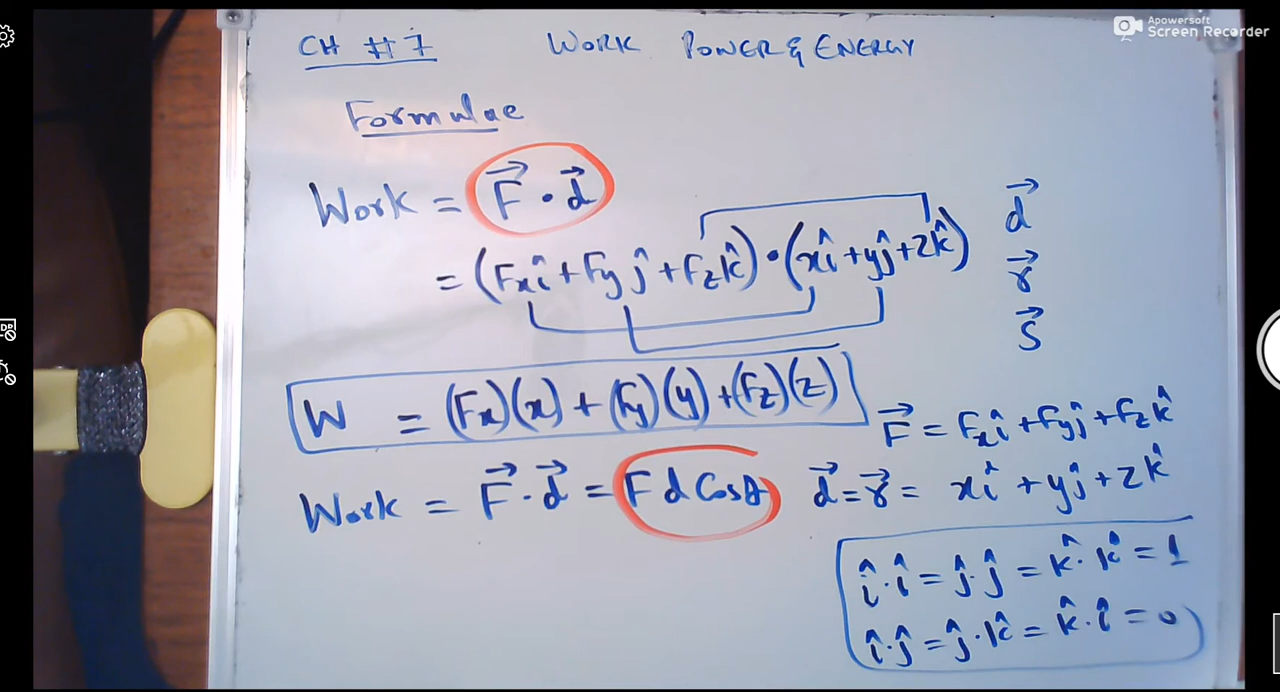 Apowersoft
Screen Recorder
CH # 7 WORK POWER & ENERGY
Formulae
Work = F⃗ · d⃗
= (Fxî + Fyĵ + Fzk̂) · (xî + yĵ + zk̂)
d⃗
r⃗
S⃗
W = (Fx)(x) + (Fy)(y) + (Fz)(z)
F⃗ = Fxî + Fyĵ + Fzk̂
Work = F⃗ · d⃗ = F d Cosθ
d⃗ = r⃗ = xî + yĵ + zk̂
î·î = ĵ·ĵ = k̂·k̂ = 1
î·ĵ = ĵ·k̂ = k̂·î = 0